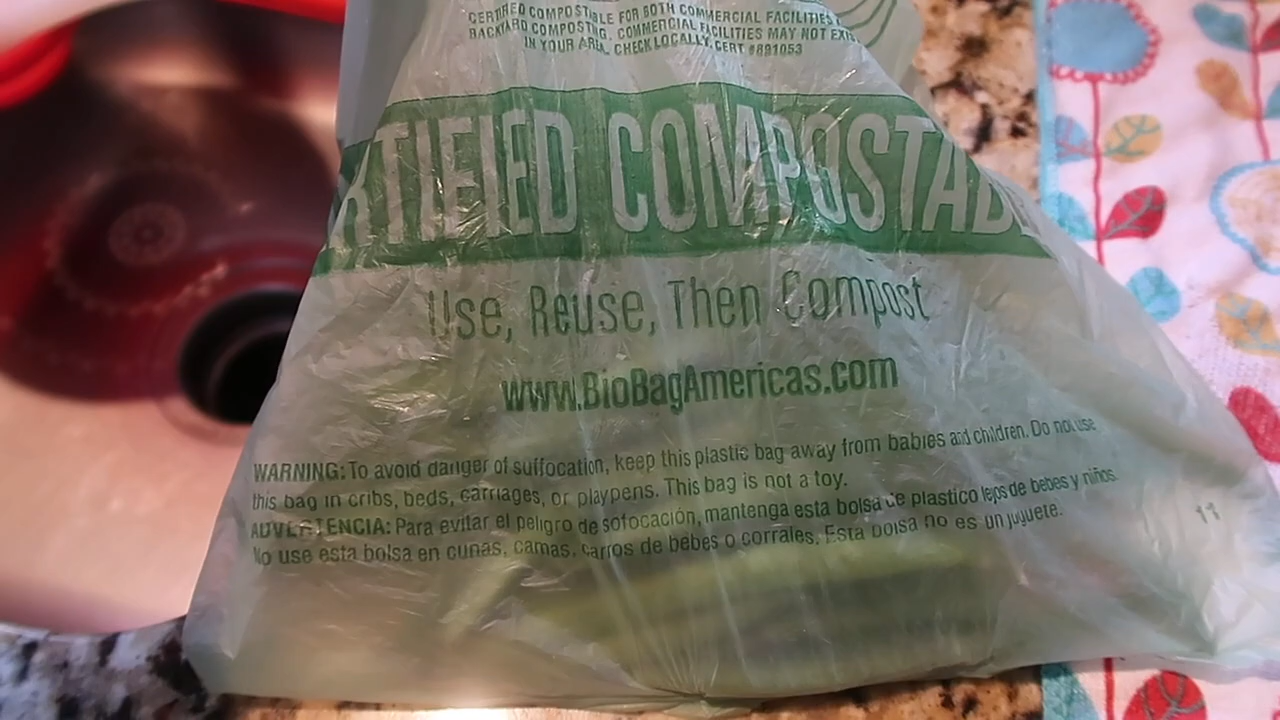 CERTIFIED COMPOSTABLE FOR BOTH COMMERCIAL FACILITIES
BACKYARD COMPOSTING. COMMERCIAL FACILITIES MAY NOT EXIS
IN YOUR AREA. CHECK LOCALLY. CERT #891053
RTIFIED COMPOSTABL
Use, Reuse, Then Compost
www.BioBagAmericas.com
WARNING: To avoid danger of suffocation, keep this plastic bag away from babies and children. Do not use
this bag in cribs, beds, carriages, or playpens. This bag is not a toy.
ADVERTENCIA: Para evitar el peligro de sofocación, mantenga esta bolsa de plastico lejos de bebes y niños.
No use esta bolsa en cunas, camas, carros de bebes o corrales. Esta bolsa no es un juguete.
11